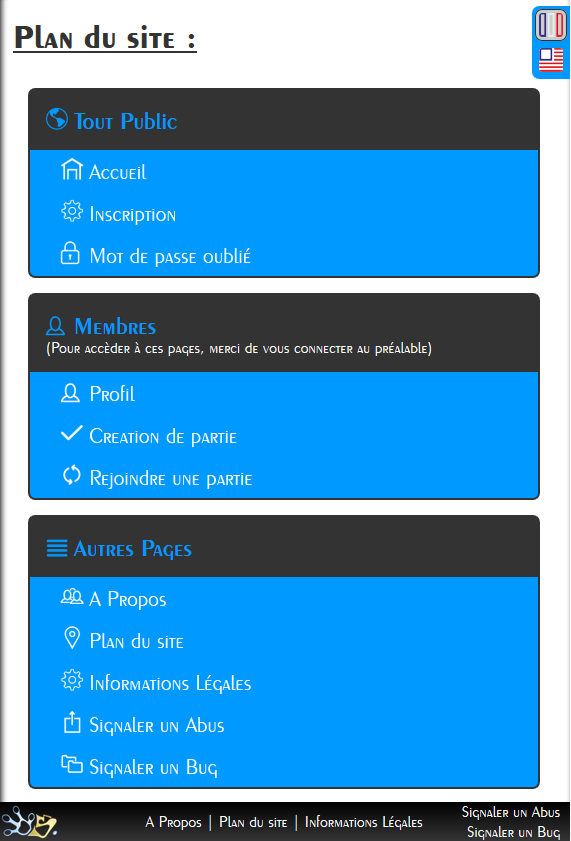 Plan du site :
Tout Public
Accueil
Inscription
Mot de passe oublié
Membres
(Pour accèder à ces pages, merci de vous connecter au préalable)
Profil
Creation de partie
Rejoindre une partie
Autres Pages
A Propos
Plan du site
Informations Légales
Signaler un Abus
Signaler un Bug
A Propos | Plan du site | Informations Légales
Signaler un Abus
Signaler un Bug